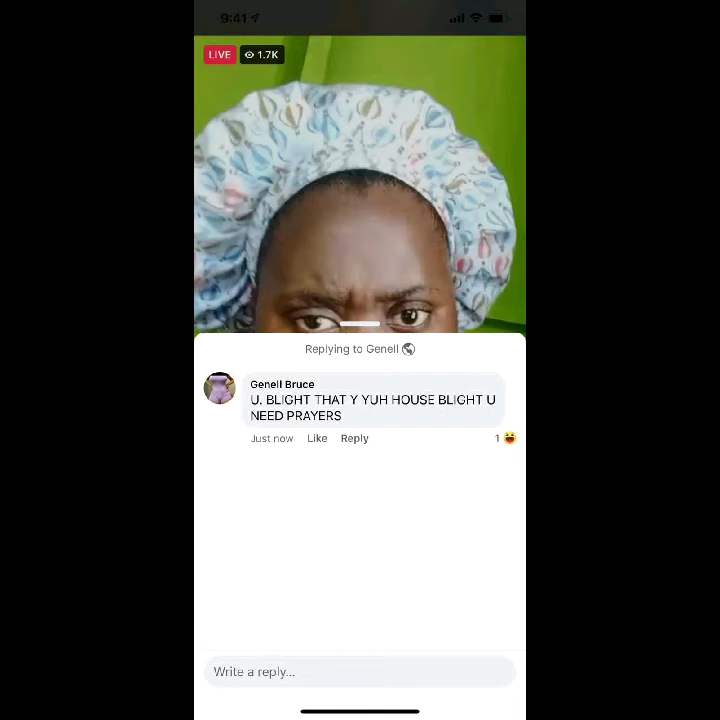 9:41
LIVE 1.7K
Replying to Genell
Genell Bruce
U. BLIGHT THAT Y YUH HOUSE BLIGHT U
NEED PRAYERS
Just now Like Reply 1
Write a reply...